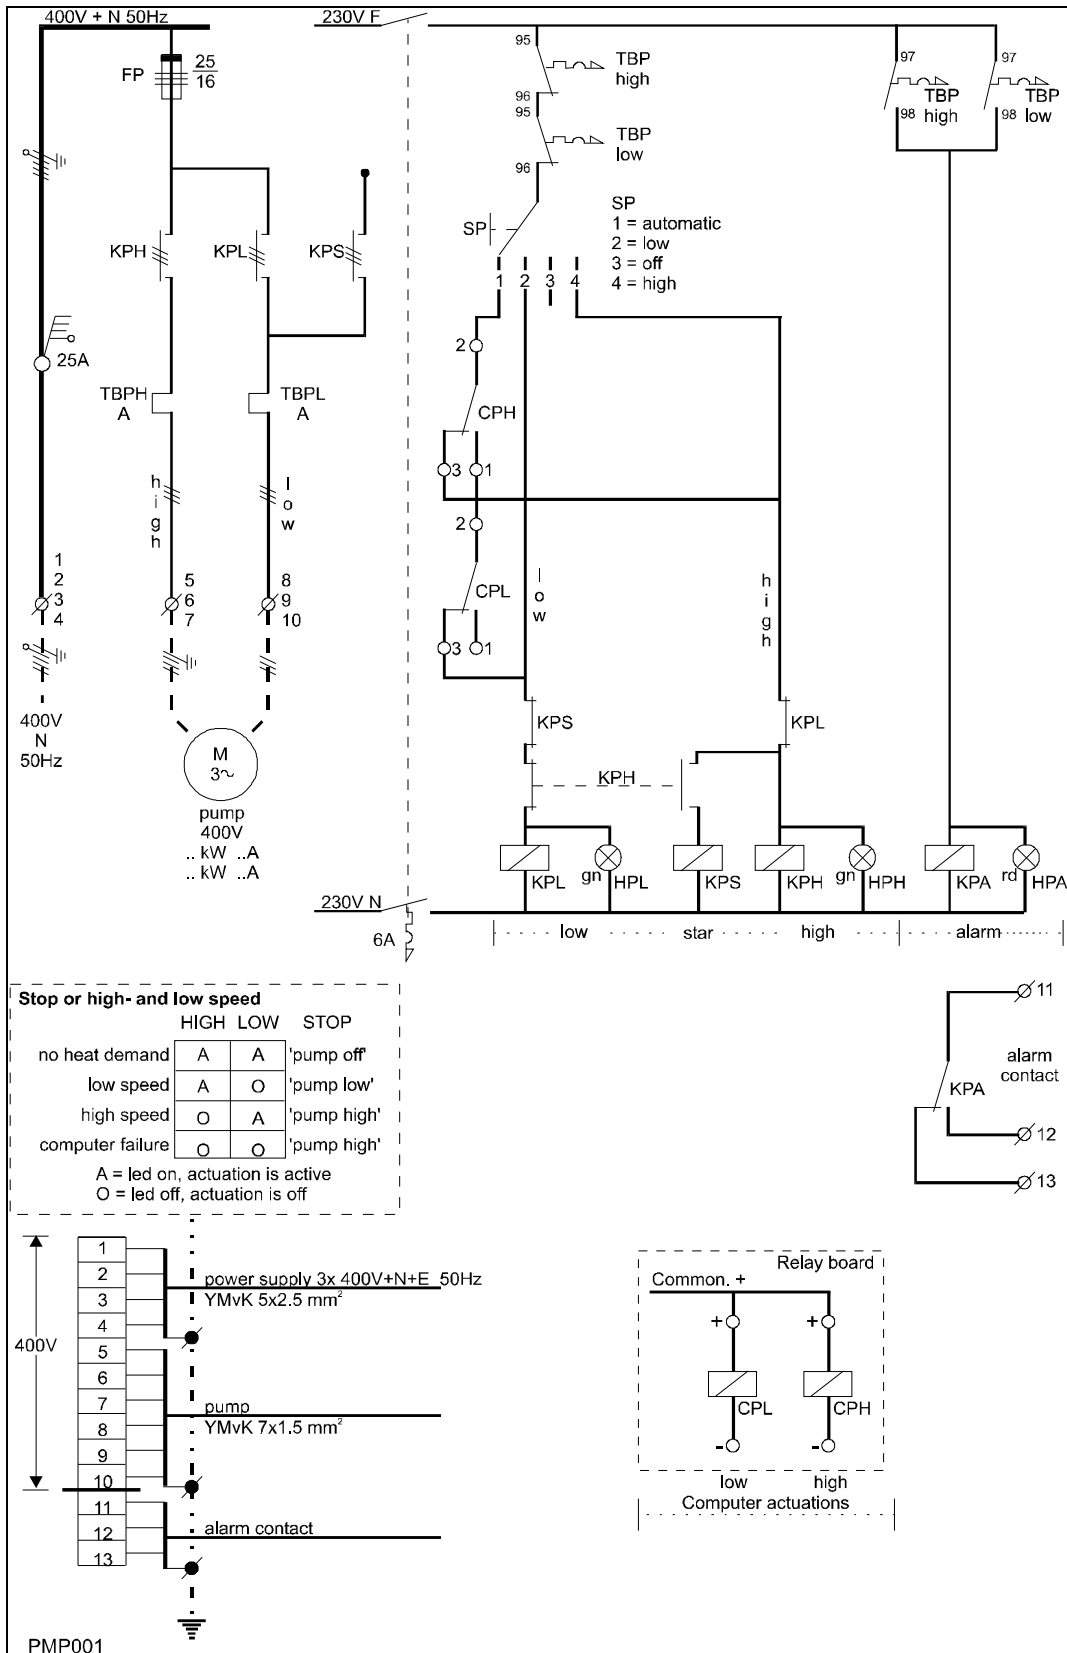 400V + N 50Hz
230V F
FP 25
16
95
TBP
high
96
95
TBP
low
96
97
TBP
high
98
97
TBP
low
98
SP
SP
1 = automatic
2 = low
3 = off
4 = high
1 2 3 4
KPH
KPL
KPS
25A
TBPH
A
TBPL
A
high
low
2
CPH
3 1
2
CPL
3 1
low
high
1
2
3
4
5
6
7
8
9
10
400V
N
50Hz
M
3~
pump
400V
.. kW ..A
.. kW ..A
KPS
KPL
KPH
KPL
gn HPL
KPS
KPH
gn HPH
KPA
rd HPA
230V N
6A
low star high alarm
Stop or high- and low speed
HIGH LOW STOP
no heat demand A A 'pump off'
low speed A O 'pump low'
high speed O A 'pump high'
computer failure O O 'pump high'
A = led on, actuation is active
O = led off, actuation is off
11
alarm
contact
KPA
12
13
400V
1
2
3
4
5
6
7
8
9
10
11
12
13
power supply 3x 400V+N+E 50Hz
YMvK 5x2.5 mm²
pump
YMvK 7x1.5 mm²
alarm contact
Relay board
Common. +
+ +
CPL CPH
- -
low high
Computer actuations
PMP001